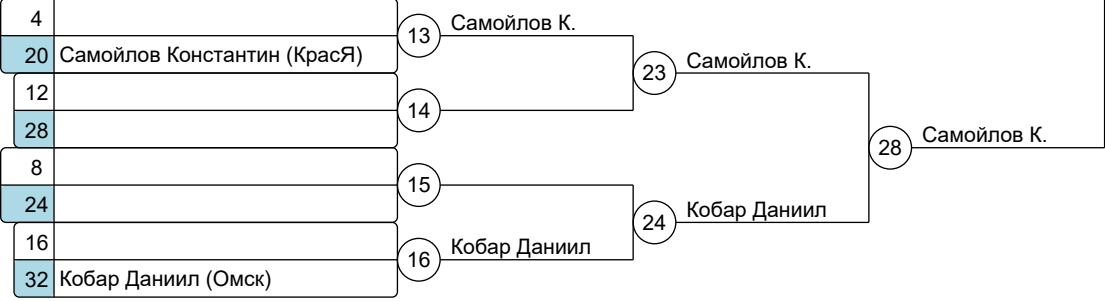 4
20 Самойлов Константин (КрасЯ)
13 Самойлов К.
12
28
14
23 Самойлов К.
8
24
15
16
32 Кобар Даниил (Омск)
16 Кобар Даниил
24 Кобар Даниил
28 Самойлов К.